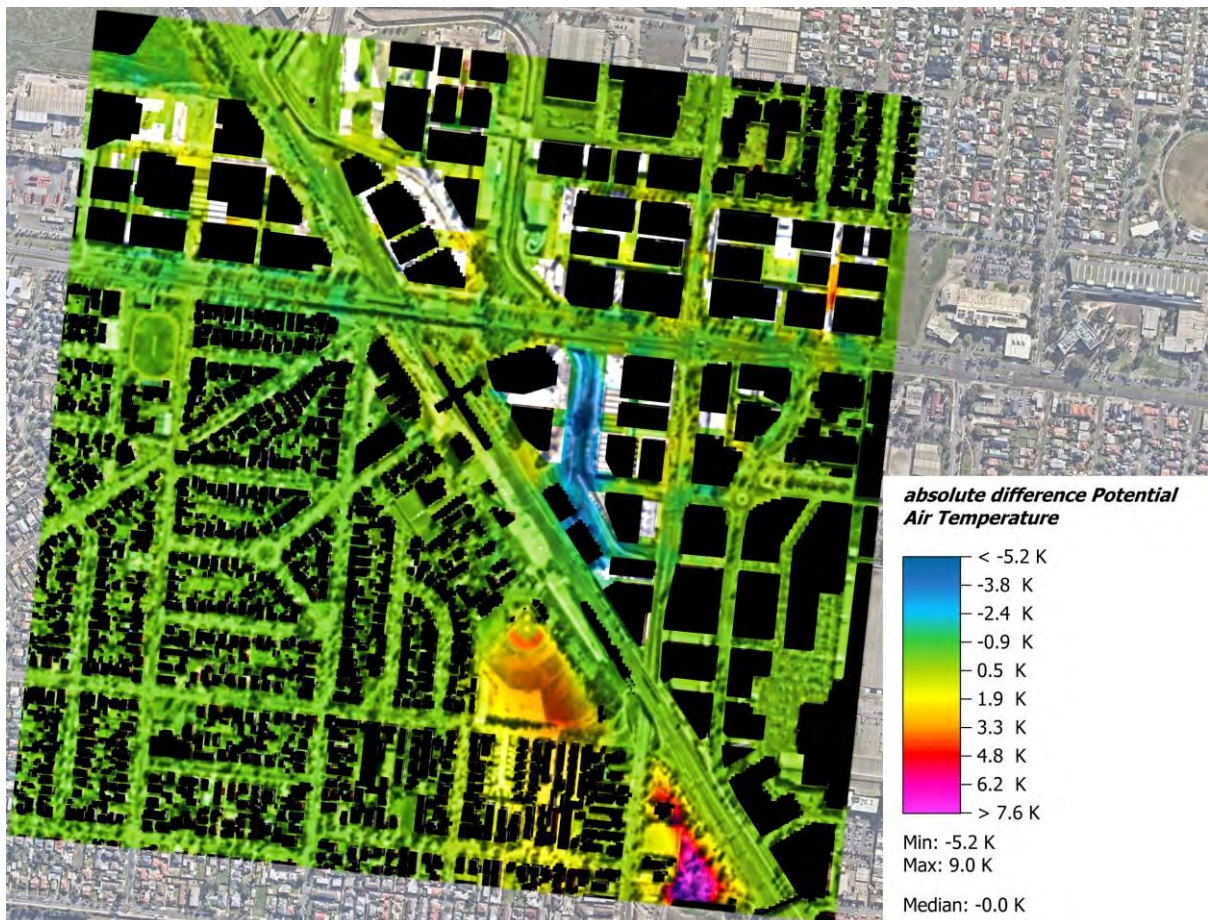 absolute difference Potential
Air Temperature
< -5.2 K
-3.8 K
-2.4 K
-0.9 K
0.5 K
1.9 K
3.3 K
4.8 K
6.2 K
> 7.6 K
Min: -5.2 K
Max: 9.0 K
Median: -0.0 K